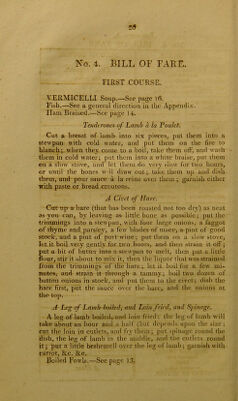 28
No. 4. BILL OF FARE.
FIRST COURSE.
VERMICELLI Soup.—See page 16.
Fish.—See a general direction in the Appendix.
Ham Braised.—See page 14.
Tenderones of Lamb à la Poulet.
Cut a breast of lamb into six pieces, put them into a
stewpan with cold water, and put them on the fire to
blanch; when they come to a boil, take them off, and wash
them in cold water; put them into a white braise, put them
on a slow stove, and let them do very slow for two hours,
or until the bones will draw out; take them up and dish
them, and pour sauce à la reine over them; garnish either
with paste or bread croutons.
A Civet of Hare.
Cut up a hare (that has been roasted not too dry) as neat
as you can, by leaving as little bone as possible; put the
trimmings into a stewpan, with four large onions, a faggot
of thyme and parsley, a few blades of mace, a pint of good
stock, and a pint of port wine; put them on a slow stove,
let it boil very gently for two hours, and then strain it off;
put a bit of butter into a stewpan to melt, then put a little
flour, stir it about to mix it, then the liquor that was strained
from the trimmings of the hare; let it boil for a few mi-
nutes, and strain it through a tammy; boil two dozen of
button onions in stock, and put them to the civet; dish the
hare first, put the sauce over the hare, and the onions at
the top.
A Leg of Lamb boiled, and Loin fried, and Spinage.
A leg of lamb boiled, and loin fried: the leg of lamb will
take about an hour and a half (but depends upon the size;
cut the loin in cutlets, and fry them; put spinage round the
dish, the leg of lamb in the middle, and the cutlets round
it; put a little beshemell over the leg of lamb; garnish with
carrot, &c. &c.
Boiled Fowls.—See page 13.